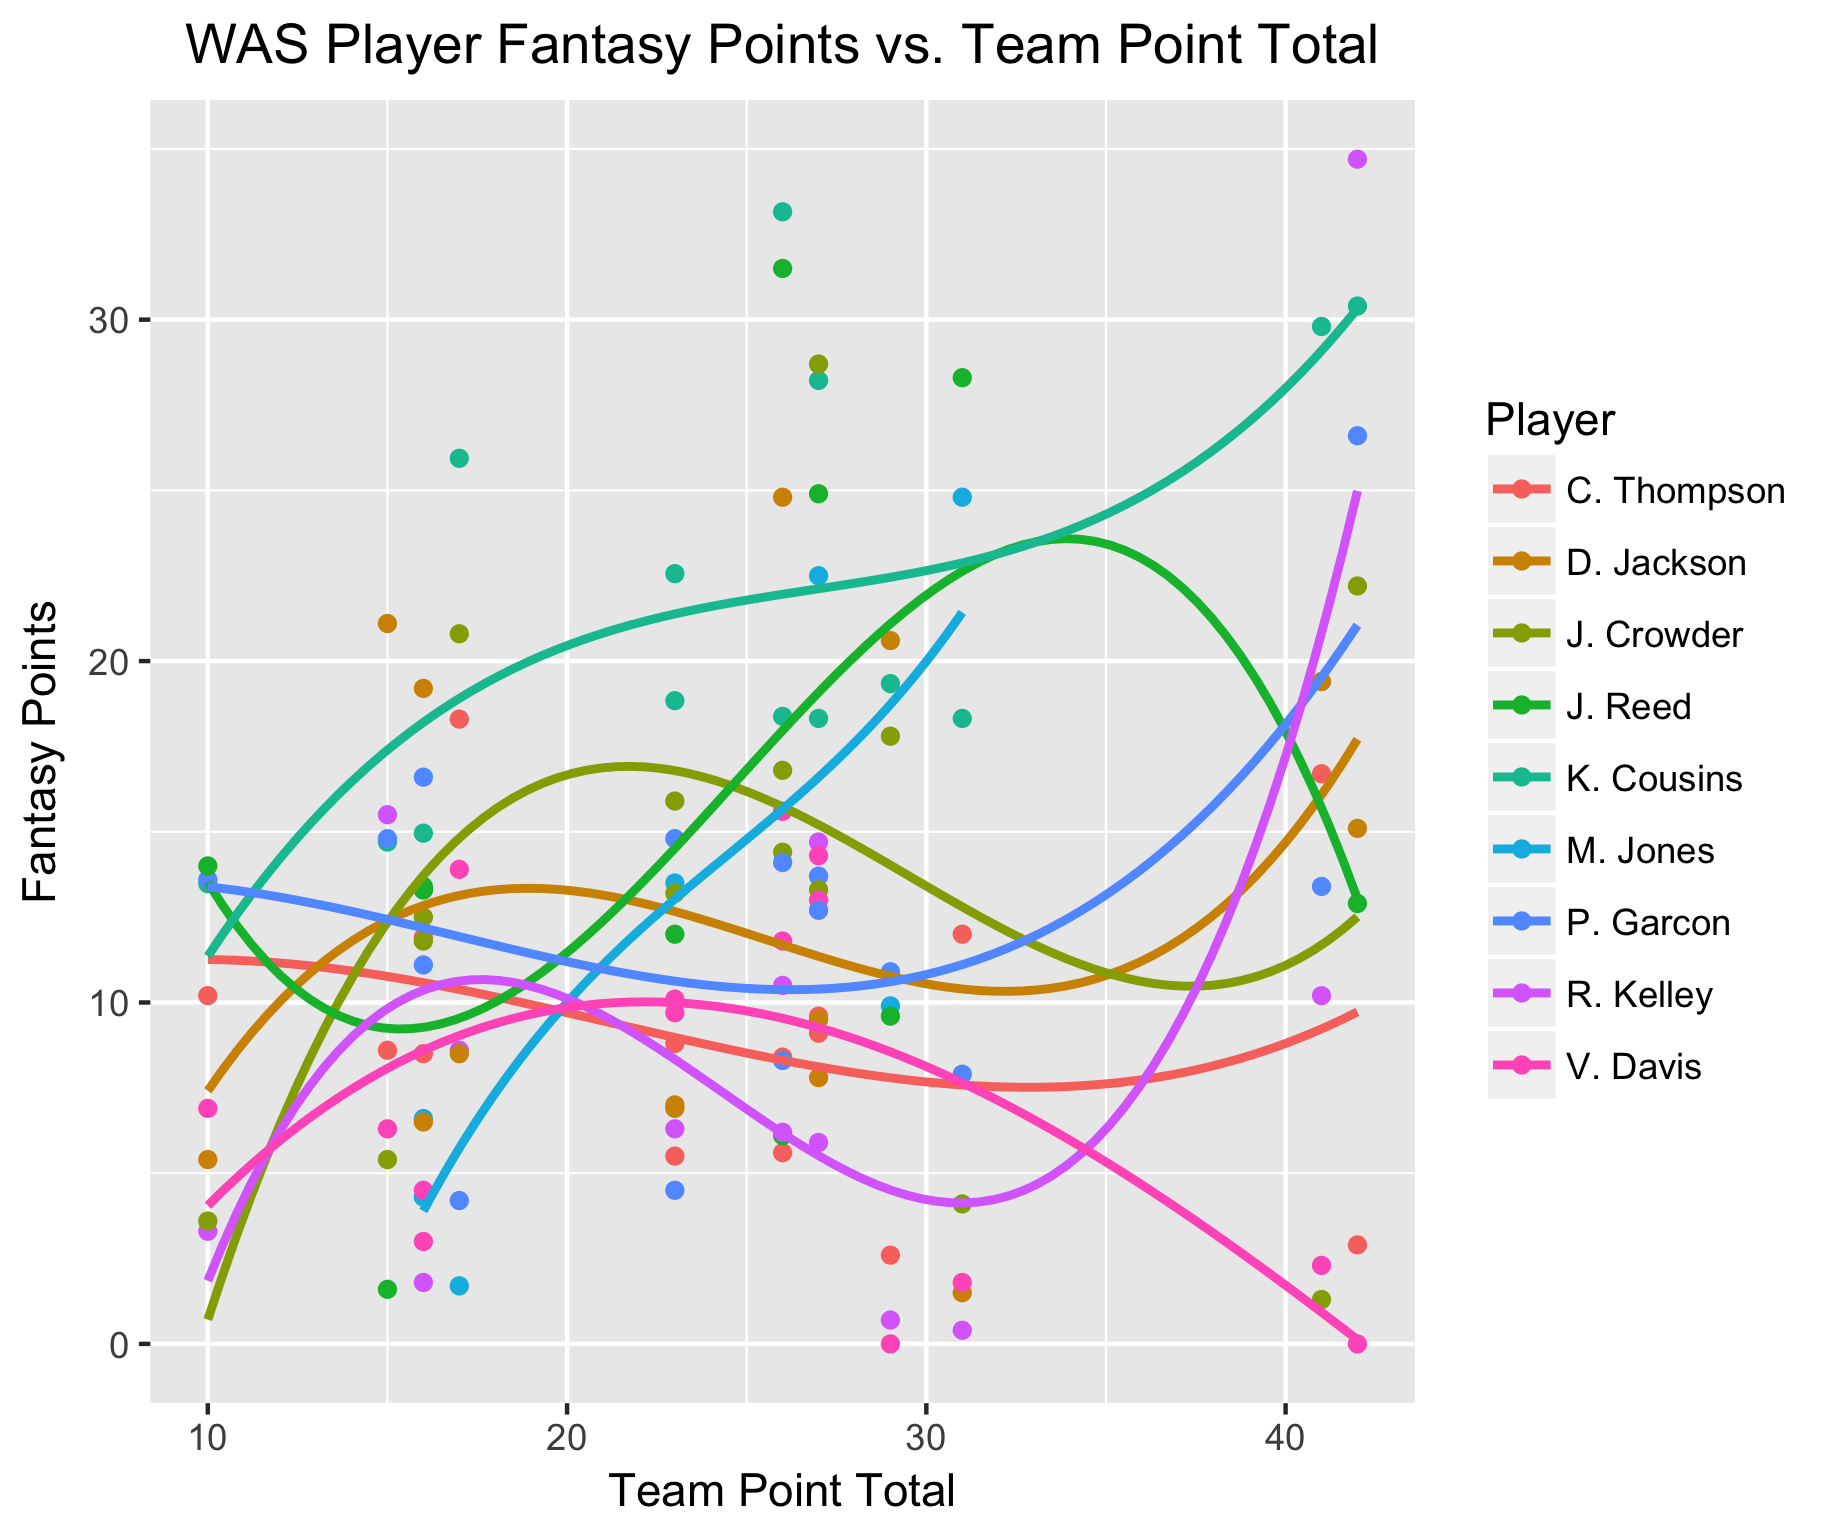 WAS Player Fantasy Points vs. Team Point Total
Fantasy Points
30
20
10
0
10 20 30 40
Team Point Total
Player
C. Thompson
D. Jackson
J. Crowder
J. Reed
K. Cousins
M. Jones
P. Garcon
R. Kelley
V. Davis